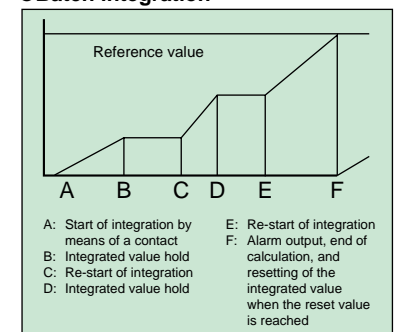 Batch integration
Reference value
A B C D E F
A: Start of integration by
means of a contact
B: Integrated value hold
C: Re-start of integration
D: Integrated value hold
E: Re-start of integration
F: Alarm output, end of
calculation, and
resetting of the
integrated value
when the reset value
is reached